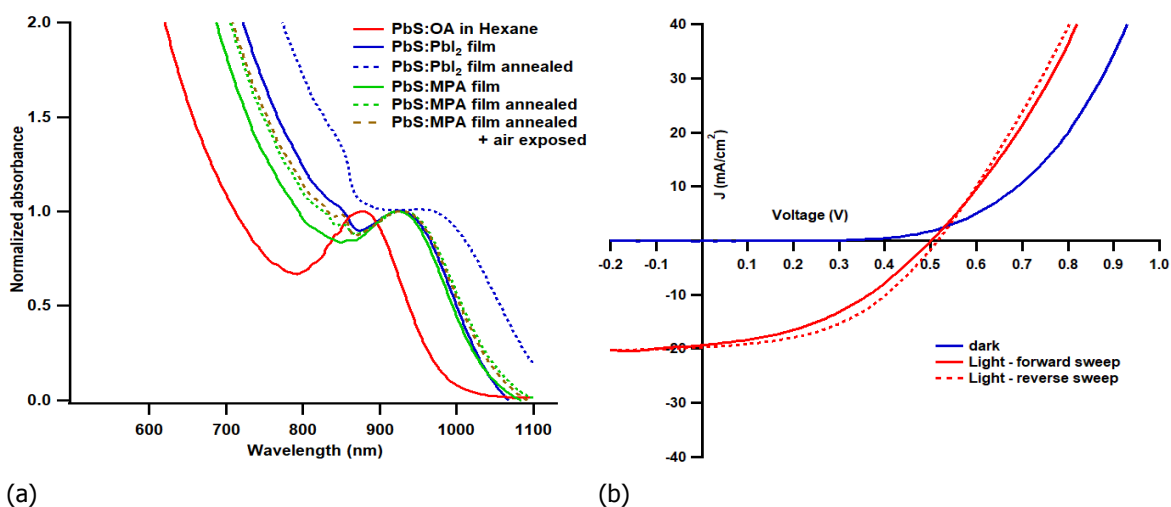 2.0
1.5
1.0
0.5
0.0
Normalized absorbance
600 700 800 900 1000 1100
Wavelength (nm)
PbS:OA in Hexane
PbS:PbI₂ film
PbS:PbI₂ film annealed
PbS:MPA film
PbS:MPA film annealed
PbS:MPA film annealed
+ air exposed
(a)
40
30
20
10
0
-10
-20
-30
-40
J (mA/cm²)
Voltage (V)
-0.2 -0.1 0.1 0.2 0.3 0.4 0.5 0.6 0.7 0.8 0.9 1.0
dark
Light - forward sweep
Light - reverse sweep
(b)